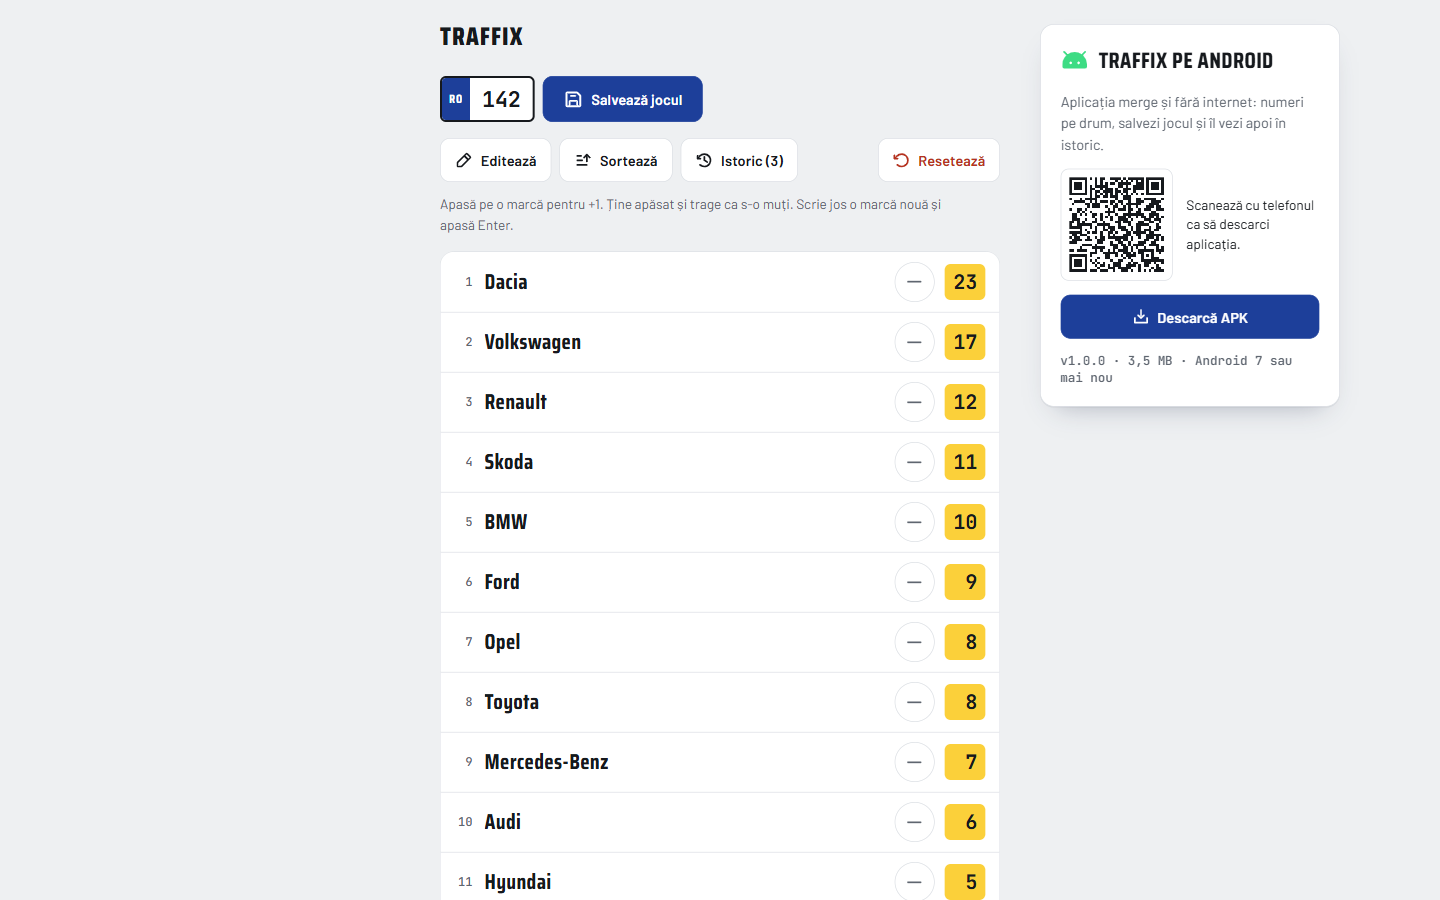 TRAFFIX
RO 142
Salvează jocul
Editează
Sortează
Istoric (3)
Resetează
Apasă pe o marcă pentru +1. Ține apăsat și trage ca s-o muți. Scrie jos o marcă nouă și
apasă Enter.
1 Dacia 23
2 Volkswagen 17
3 Renault 12
4 Skoda 11
5 BMW 10
6 Ford 9
7 Opel 8
8 Toyota 8
9 Mercedes-Benz 7
10 Audi 6
11 Hyundai 5
TRAFFIX PE ANDROID
Aplicația merge și fără internet: numeri
pe drum, salvezi jocul și îl vezi apoi în
istoric.
Scanează cu telefonul
ca să descarci
aplicația.
Descarcă APK
v1.0.0 · 3,5 MB · Android 7 sau
mai nou